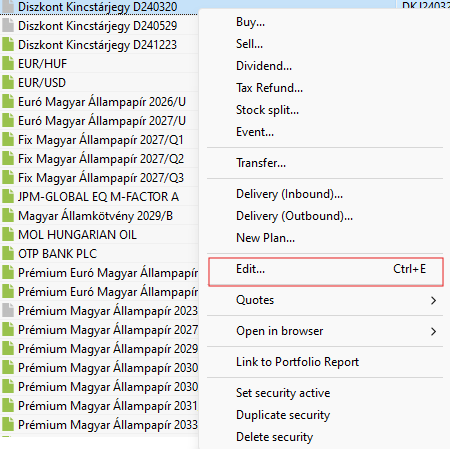 Diszkont Kincstárjegy D240320
DKJ24032
Diszkont Kincstárjegy D240529
Diszkont Kincstárjegy D241223
EUR/HUF
EUR/USD
Euró Magyar Állampapír 2026/U
Euró Magyar Állampapír 2027/U
Fix Magyar Állampapír 2027/Q1
Fix Magyar Állampapír 2027/Q2
Fix Magyar Állampapír 2027/Q3
JPM-GLOBAL EQ M-FACTOR A
Magyar Államkötvény 2029/B
MOL HUNGARIAN OIL
OTP BANK PLC
Prémium Euró Magyar Állampapír
Prémium Euró Magyar Állampapír
Prémium Magyar Állampapír 2023
Prémium Magyar Állampapír 2027
Prémium Magyar Állampapír 2029
Prémium Magyar Állampapír 2030
Prémium Magyar Állampapír 2030
Prémium Magyar Állampapír 2031
Prémium Magyar Állampapír 2033
Buy...
Sell...
Dividend...
Tax Refund...
Stock split...
Event...
Transfer...
Delivery (Inbound)...
Delivery (Outbound)...
New Plan...
Edit... Ctrl+E
Quotes
Open in browser
Link to Portfolio Report
Set security active
Duplicate security
Delete security